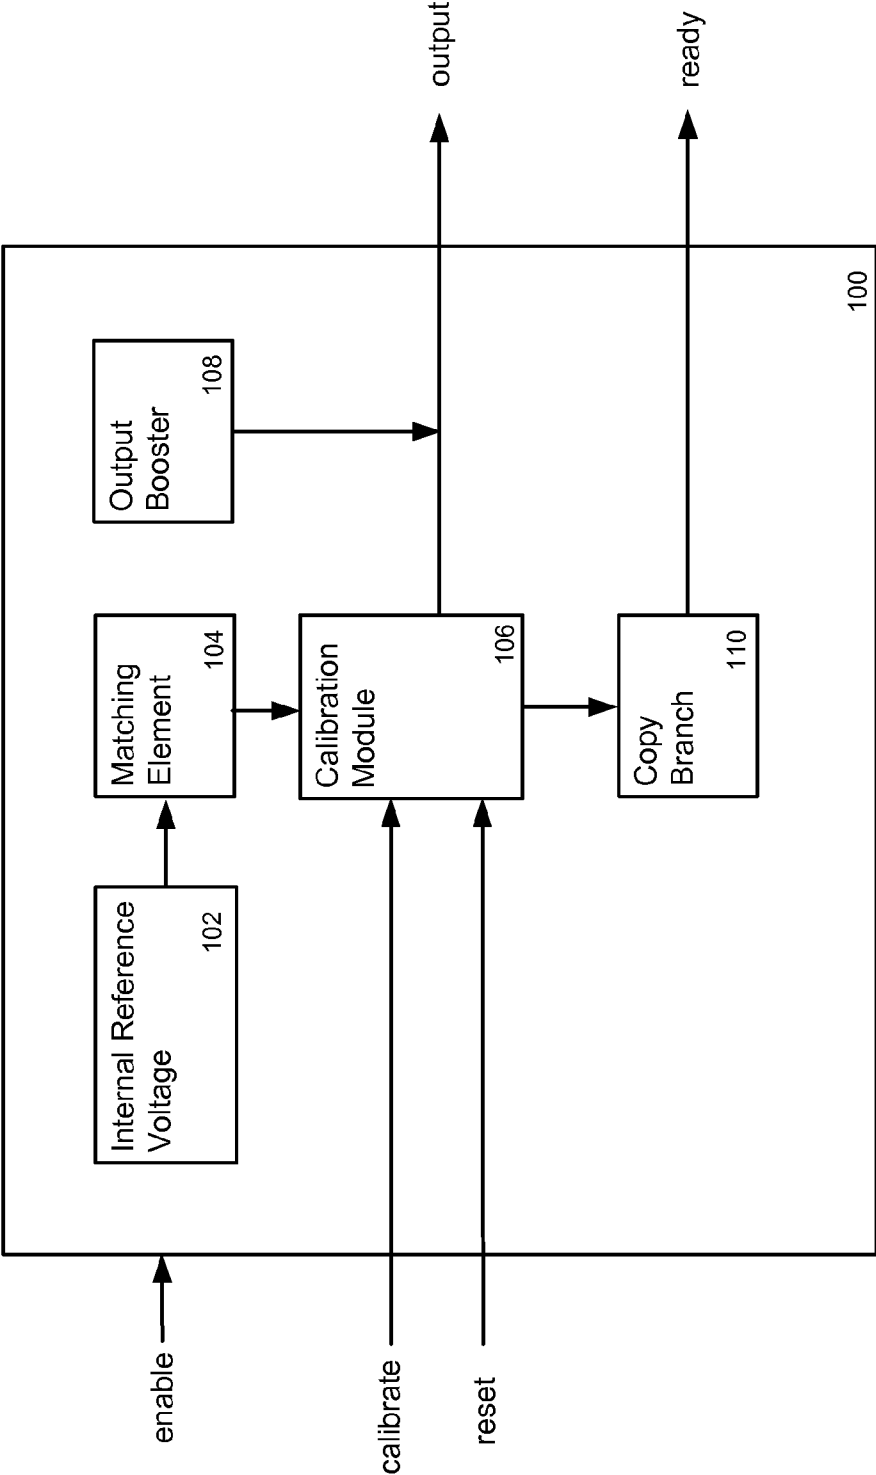 enable
Internal Reference
Voltage
102
Matching
Element
104
Output
Booster
108
calibrate
reset
Calibration
Module
106
output
Copy
Branch
110
ready
100